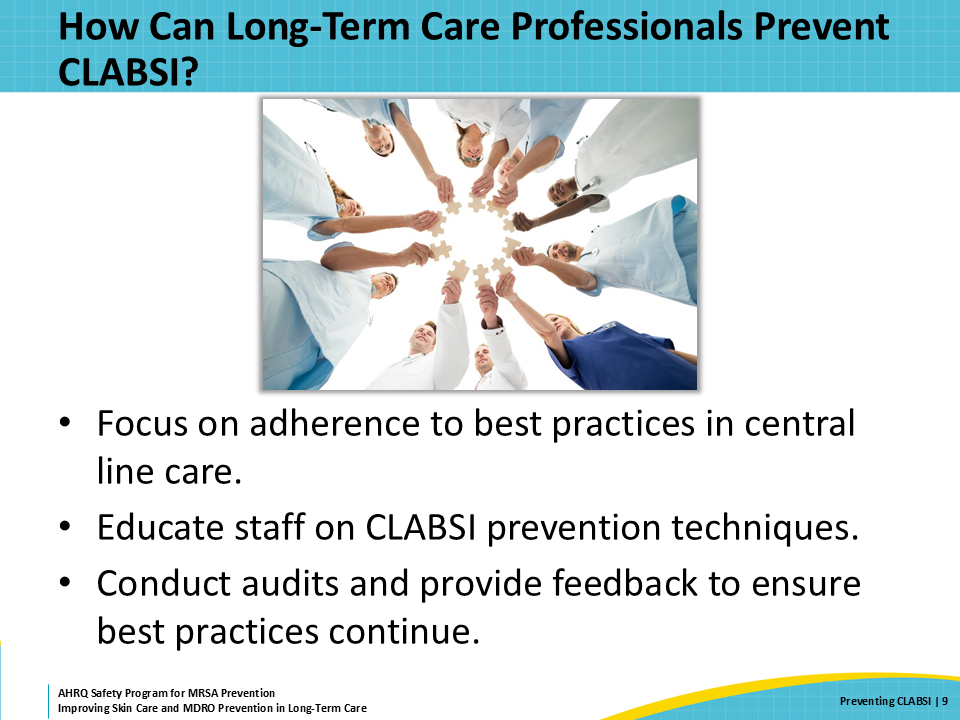 How Can Long-Term Care Professionals Prevent
CLABSI?
• Focus on adherence to best practices in central
line care.
• Educate staff on CLABSI prevention techniques.
• Conduct audits and provide feedback to ensure
best practices continue.
AHRQ Safety Program for MRSA Prevention
Improving Skin Care and MDRO Prevention in Long-Term Care
Preventing CLABSI | 9